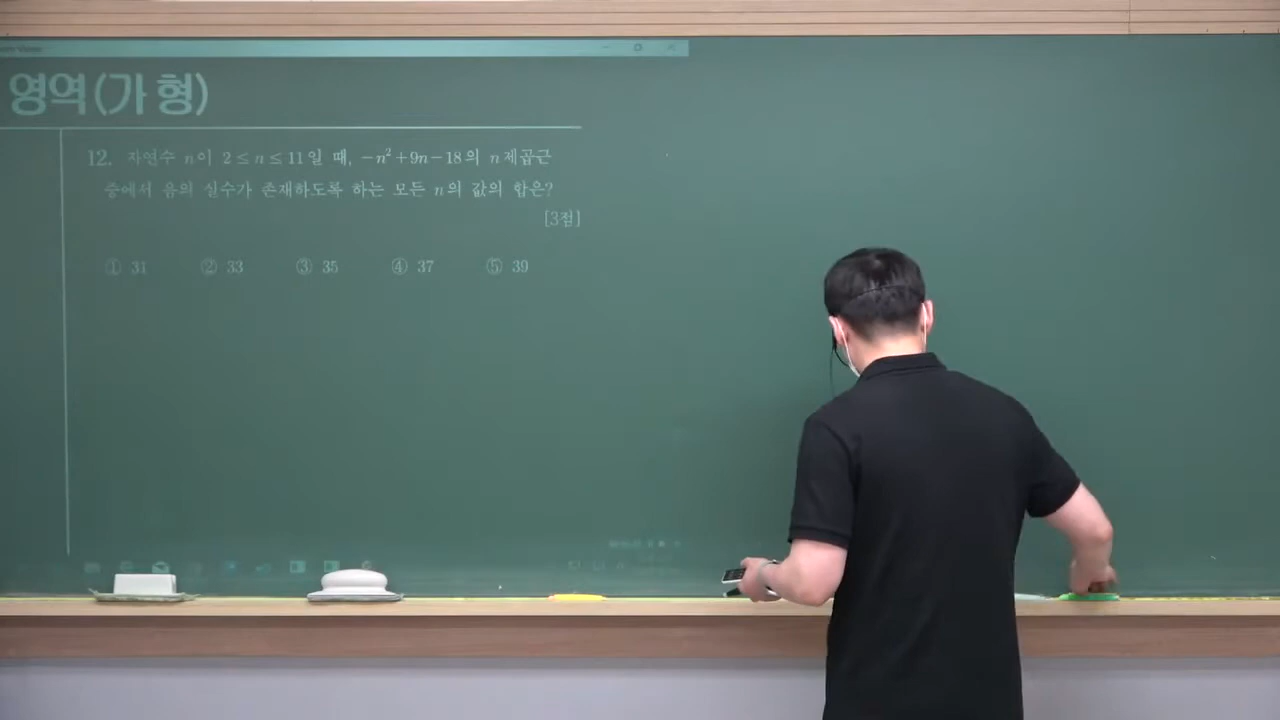 영역(가 형)
12. 자연수 n이 2 ≤ n ≤ 11일 때, -n²+9n-18의 n제곱근
중에서 음의 실수가 존재하도록 하는 모든 n의 값의 합은?
[3점]
① 31 ② 33 ③ 35 ④ 37 ⑤ 39